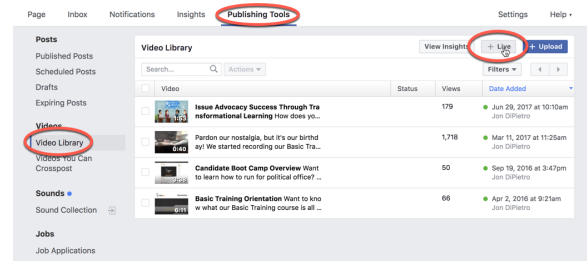 Page Inbox Notifications Insights Publishing Tools Settings Help
Posts
Published Posts
Scheduled Posts
Drafts
Expiring Posts
Videos
Video Library
Videos You Can
Crosspost
Sounds
Sound Collection
Jobs
Job Applications
Video Library View Insights + Live + Upload
Search... Actions Filters
Video Status Views Date Added
1:53 Issue Advocacy Success Through Tra 179 Jun 29, 2017 at 10:10am
nsformational Learning How does yo... Jon DiPietro
0:40 Pardon our nostalgia, but it's our birthd 1,718 Mar 11, 2017 at 11:25am
ay! We started recording our Basic Tra... Jon DiPietro
Candidate Boot Camp Overview Want 50 Sep 19, 2016 at 3:47pm
to learn how to run for political office? ... Jon DiPietro
6:11 Basic Training Orientation Want to kno 66 Apr 2, 2016 at 9:21am
w what our Basic Training course is all ... Jon DiPietro